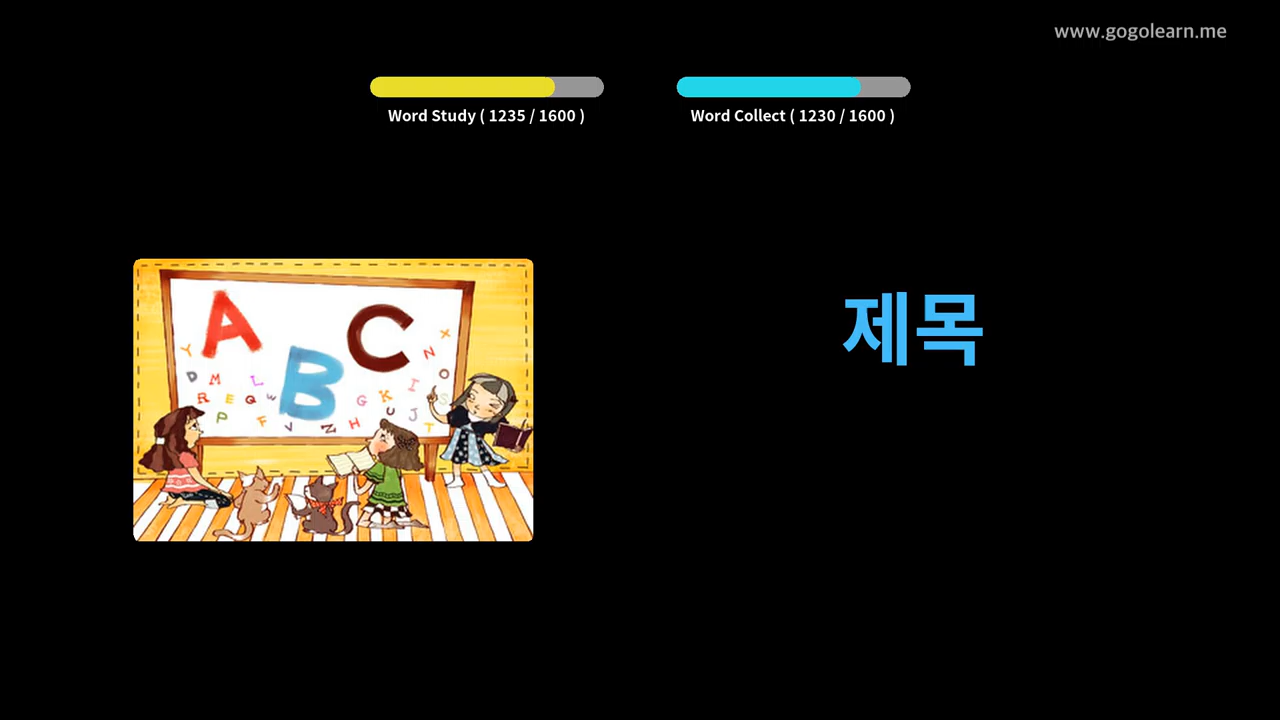 www.gogolearn.me
Word Study ( 1235 / 1600 )
Word Collect ( 1230 / 1600 )
제목
A B C
Y D M L X N O
R E Q W G K I S
P F V Z H U J T